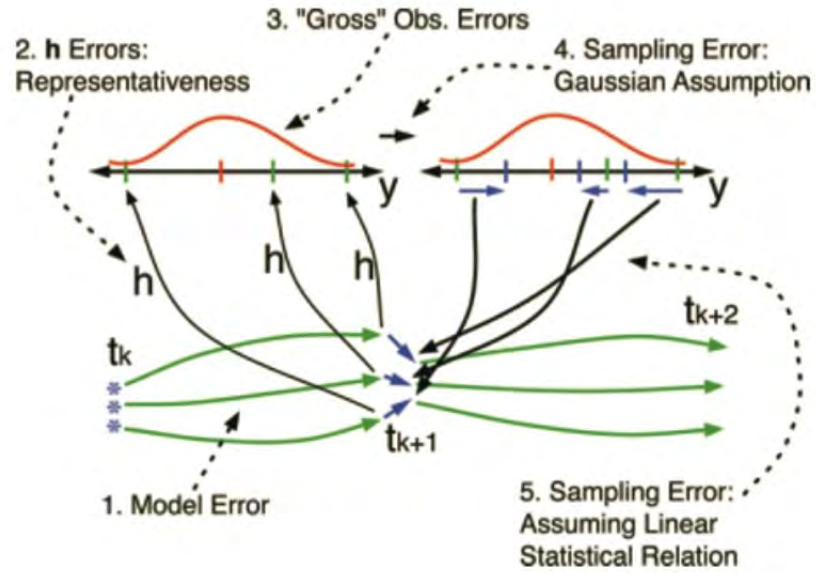 3. "Gross" Obs. Errors
2. h Errors:
Representativeness
4. Sampling Error:
Gaussian Assumption
y
y
h
h
h
tk
tk+2
tk+1
1. Model Error
5. Sampling Error:
Assuming Linear
Statistical Relation